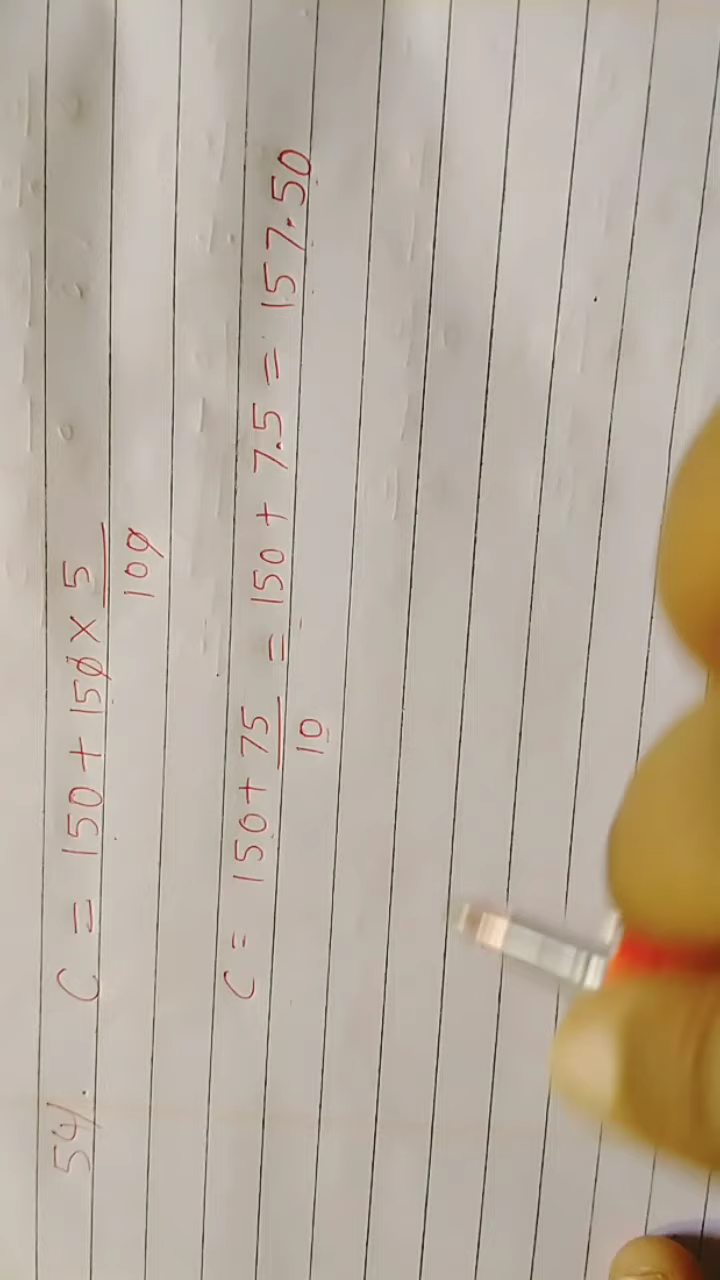 54. C = 150 + 150 × 5
100
C = 150 + 75 = 150 + 7.5 = 157.50
10